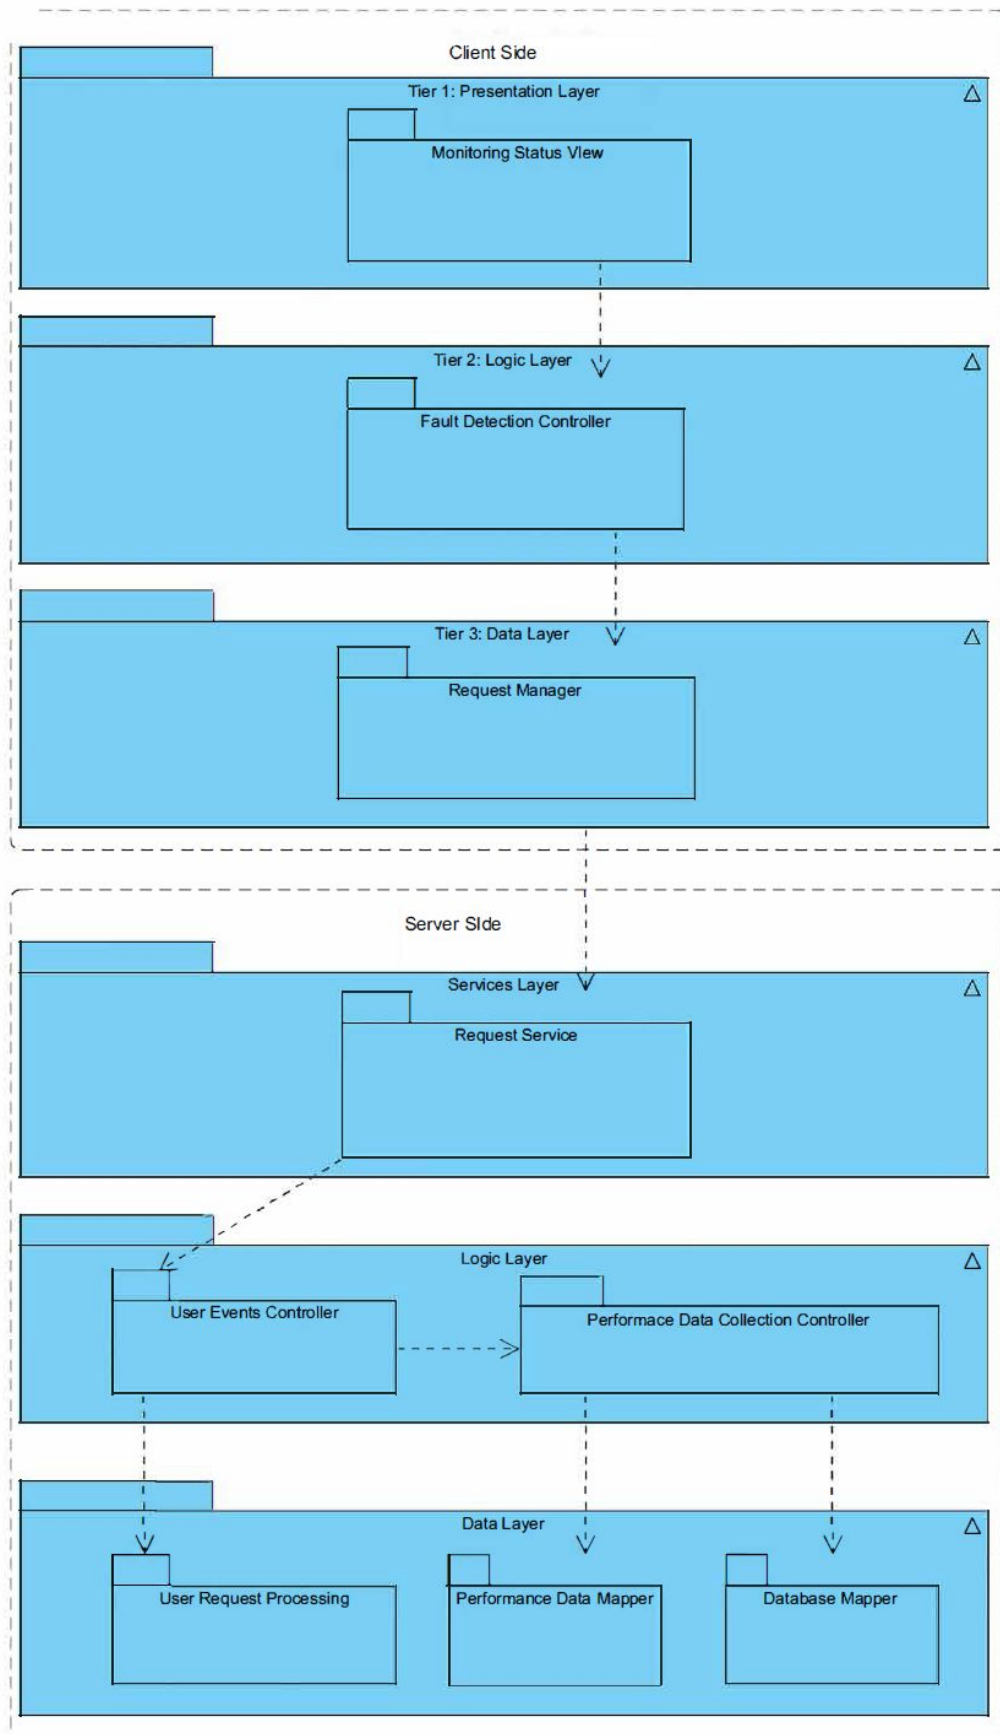 Client Side
Tier 1: Presentation Layer
Monitoring Status VIew
Tier 2: Logic Layer
Fault Detection Controller
Tier 3: Data Layer
Request Manager
Server SIde
Services Layer
Request Service
Logic Layer
User Events Controller
Performace Data Collection Controller
Data Layer
User Request Processing
Performance Data Mapper
Database Mapper